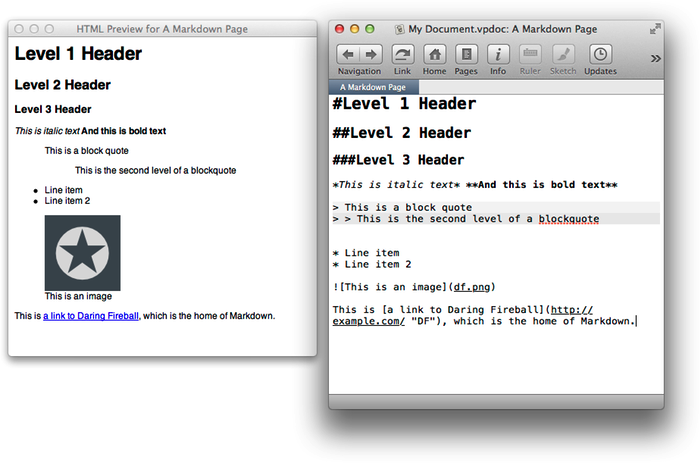 HTML Preview for A Markdown Page
Level 1 Header
Level 2 Header
Level 3 Header
This is italic text And this is bold text
This is a block quote
This is the second level of a blockquote
• Line item
• Line item 2
This is an image
This is a link to Daring Fireball, which is the home of Markdown.
My Document.vpdoc: A Markdown Page
Navigation Link Home Pages Info Ruler Sketch Updates
A Markdown Page
#Level 1 Header
##Level 2 Header
###Level 3 Header
*This is italic text* **And this is bold text**
> This is a block quote
> > This is the second level of a blockquote
* Line item
* Line item 2
![This is an image](df.png)
This is [a link to Daring Fireball](http://
example.com/ "DF"), which is the home of Markdown.